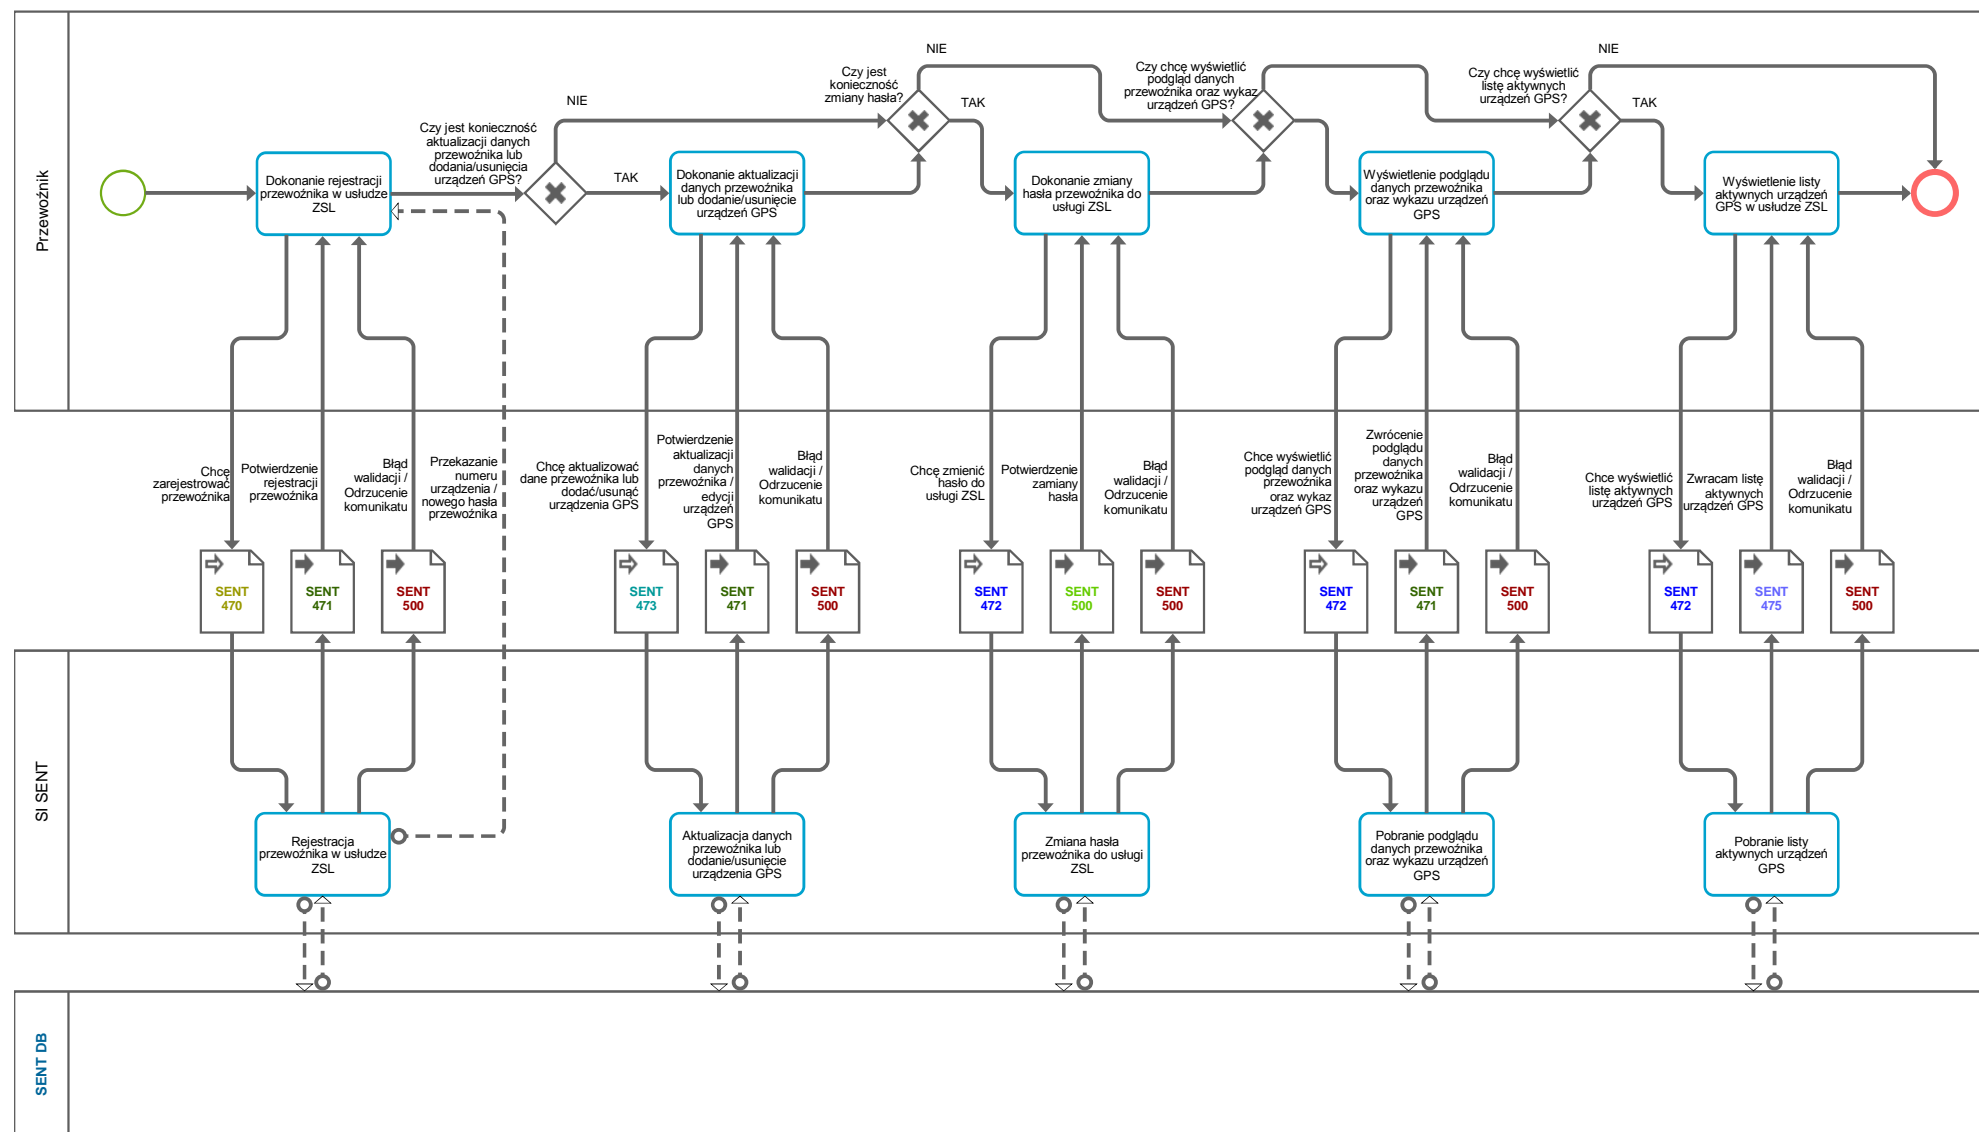 Przewoźnik
NIE
Czy jest
konieczność
zmiany hasła?
TAK
Czy chcę wyświetlić
podgląd danych
przewoźnika oraz wykaz
urządzeń GPS?
NIE
Czy chcę wyświetlić
listę aktywnych
urządzeń GPS?
TAK
NIE
Czy jest konieczność
aktualizacji danych
przewoźnika lub
dodania/usunięcia
urządzeń GPS?
TAK
Dokonanie rejestracji
przewoźnika w usłudze
ZSL
Dokonanie aktualizacji
danych przewoźnika
lub dodanie/usunięcie
urządzeń GPS
Dokonanie zmiany
hasła przewoźnika do
usługi ZSL
Wyświetlenie podglądu
danych przewoźnika
oraz wykazu urządzeń
GPS
Wyświetlenie listy
aktywnych urządzeń
GPS w usłudze ZSL
Chcę
zarejestrować
przewoźnika
Potwierdzenie
rejestracji
przewoźnika
Błąd
walidacji /
Odrzucenie
komunikatu
Przekazanie
numeru
urządzenia /
nowego hasła
przewoźnika
Chcę aktualizować
dane przewoźnika lub
dodać/usunąć
urządzenia GPS
Potwierdzenie
aktualizacji
danych
przewoźnika /
edycji
urządzeń
GPS
Błąd
walidacji /
Odrzucenie
komunikatu
Chcę zmienić
hasło do
usługi ZSL
Potwierdzenie
zamiany
hasła
Błąd
walidacji /
Odrzucenie
komunikatu
Chce wyświetlić
podgląd danych
przewoźnika
oraz wykaz
urządzeń GPS
Zwrócenie
podglądu
danych
przewoźnika
oraz wykazu
urządzeń
GPS
Błąd
walidacji /
Odrzucenie
komunikatu
Chce wyświetlić
listę aktywnych
urządzeń GPS
Zwracam listę
aktywnych
urządzeń GPS
Błąd
walidacji /
Odrzucenie
komunikatu
SENT
470
SENT
471
SENT
500
SENT
473
SENT
471
SENT
500
SENT
472
SENT
500
SENT
500
SENT
472
SENT
471
SENT
500
SENT
472
SENT
475
SENT
500
SI SENT
Rejestracja
przewoźnika w usłudze
ZSL
Aktualizacja danych
przewoźnika lub
dodanie/usunięcie
urządzenia GPS
Zmiana hasła
przewoźnika do usługi
ZSL
Pobranie podglądu
danych przewoźnika
oraz wykazu urządzeń
GPS
Pobranie listy
aktywnych urządzeń
GPS
SENT DB